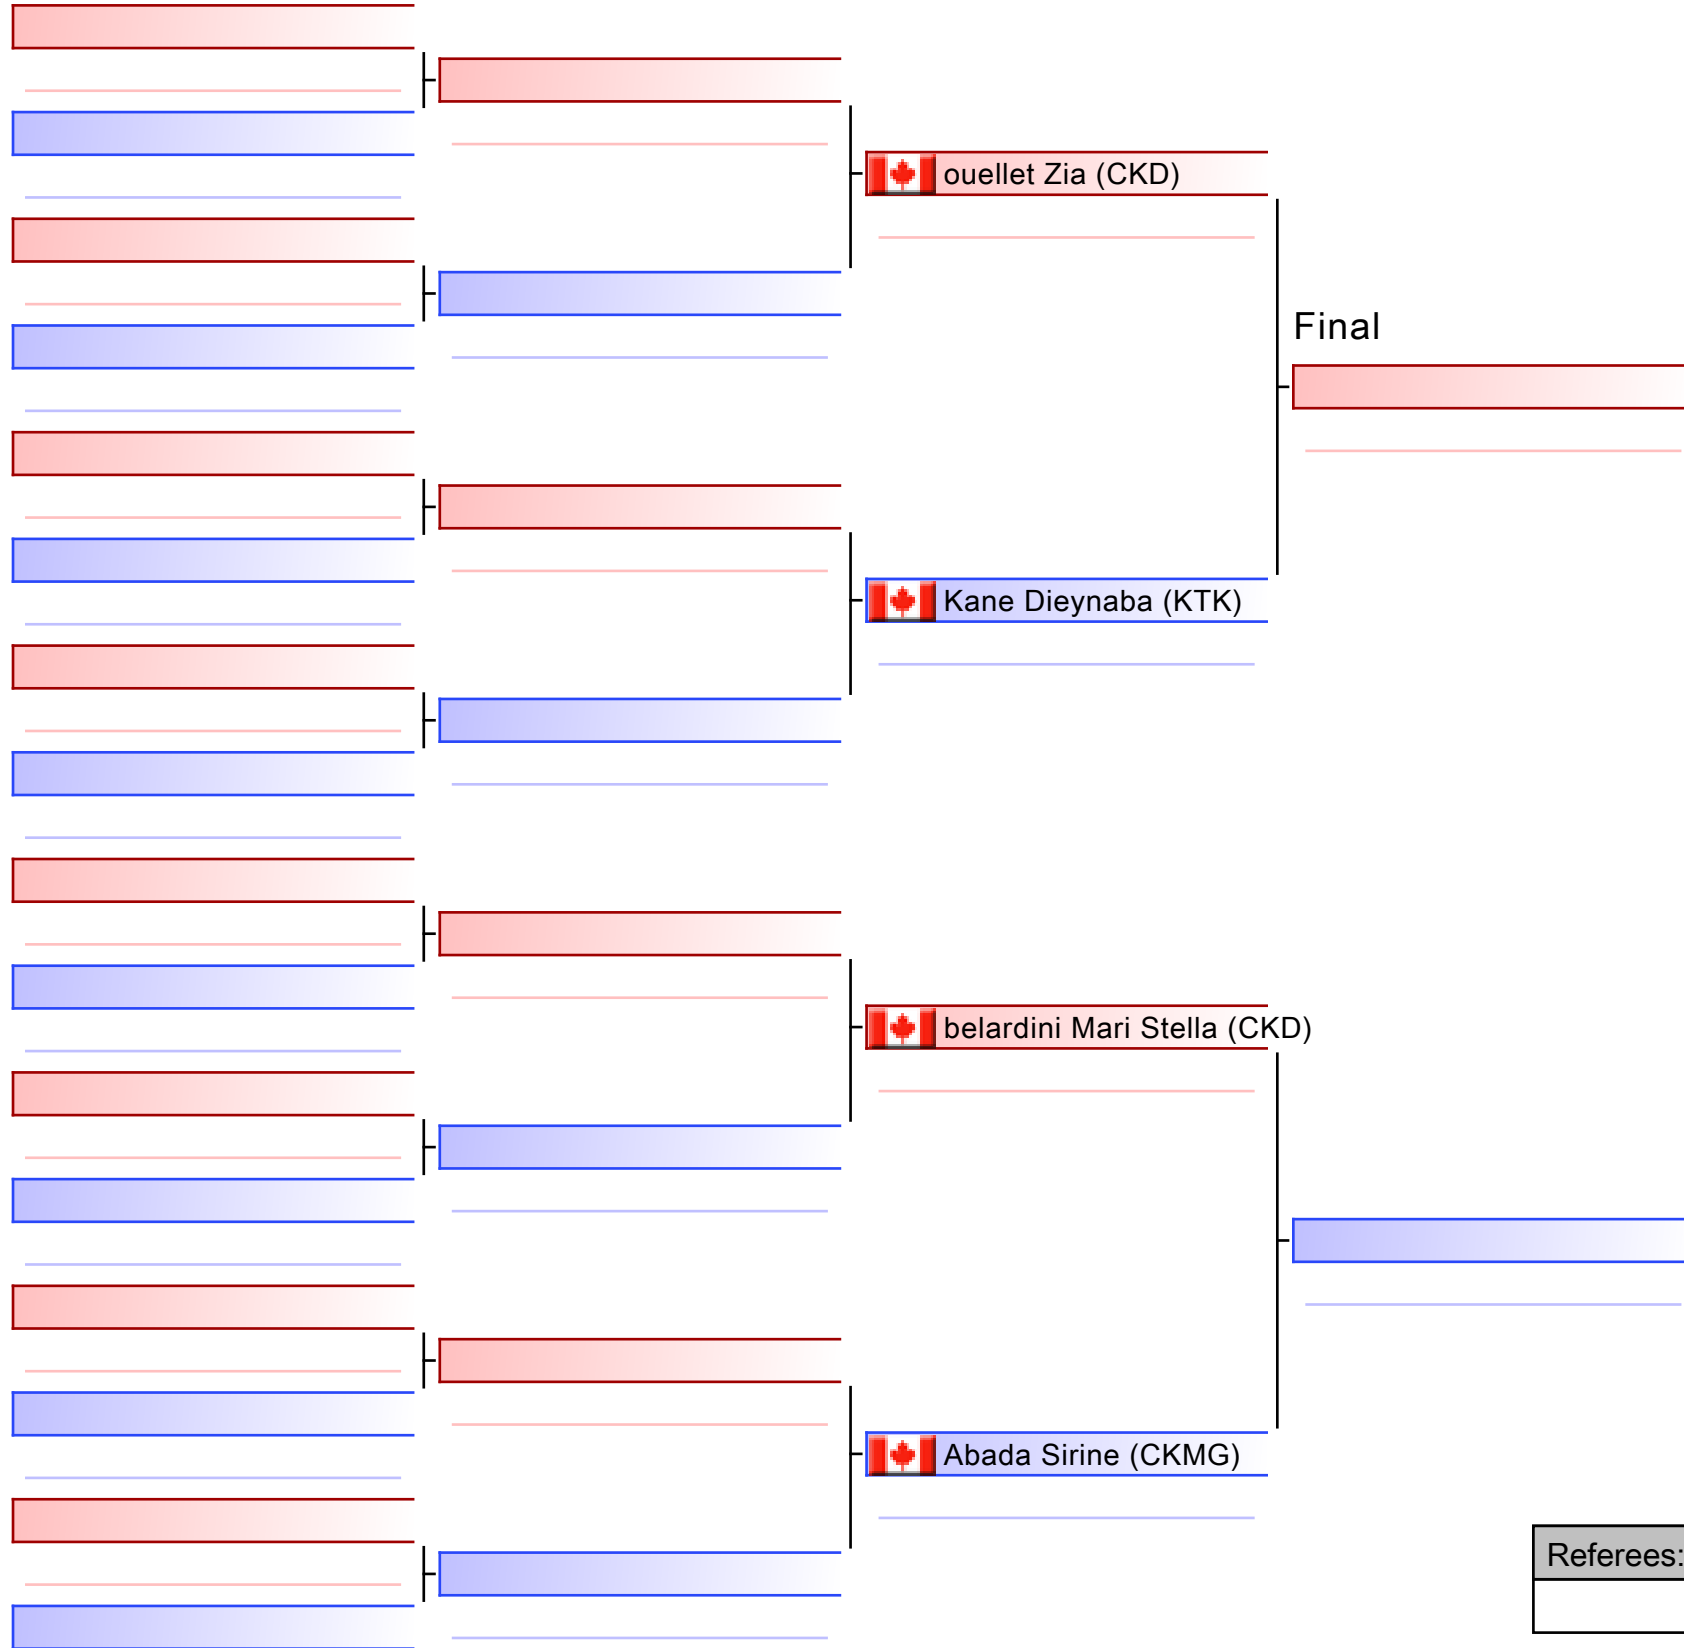 ouellet Zia (CKD)
Final
Kane Dieynaba (KTK)
belardini Mari Stella (CKD)
Abada Sirine (CKMG)
Referees: